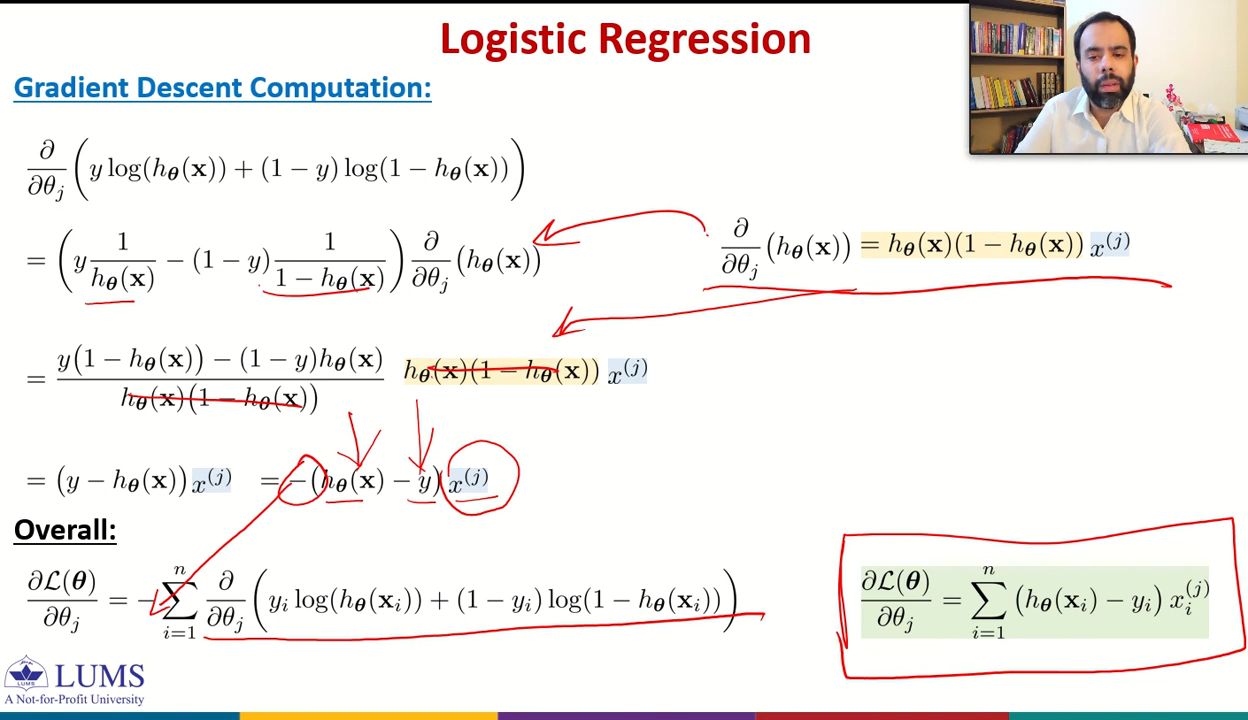 Logistic Regression
Gradient Descent Computation:
∂/∂θ_j ( y log(h_θ(x)) + (1 − y) log(1 − h_θ(x)) )
= ( y 1/h_θ(x) − (1 − y) 1/(1 − h_θ(x)) ) ∂/∂θ_j (h_θ(x))
∂/∂θ_j (h_θ(x)) = h_θ(x)(1 − h_θ(x)) x^(j)
= (y(1 − h_θ(x)) − (1 − y)h_θ(x)) / (h_θ(x)(1 − h_θ(x))) h_θ(x)(1 − h_θ(x)) x^(j)
= (y − h_θ(x)) x^(j) = −(h_θ(x) − y) x^(j)
Overall:
∂ℒ(θ)/∂θ_j = − ∑_{i=1}^{n} ∂/∂θ_j ( y_i log(h_θ(x_i)) + (1 − y_i) log(1 − h_θ(x_i)) )
∂ℒ(θ)/∂θ_j = ∑_{i=1}^{n} (h_θ(x_i) − y_i) x_i^(j)
LUMS
LUMS
A Not-for-Profit University